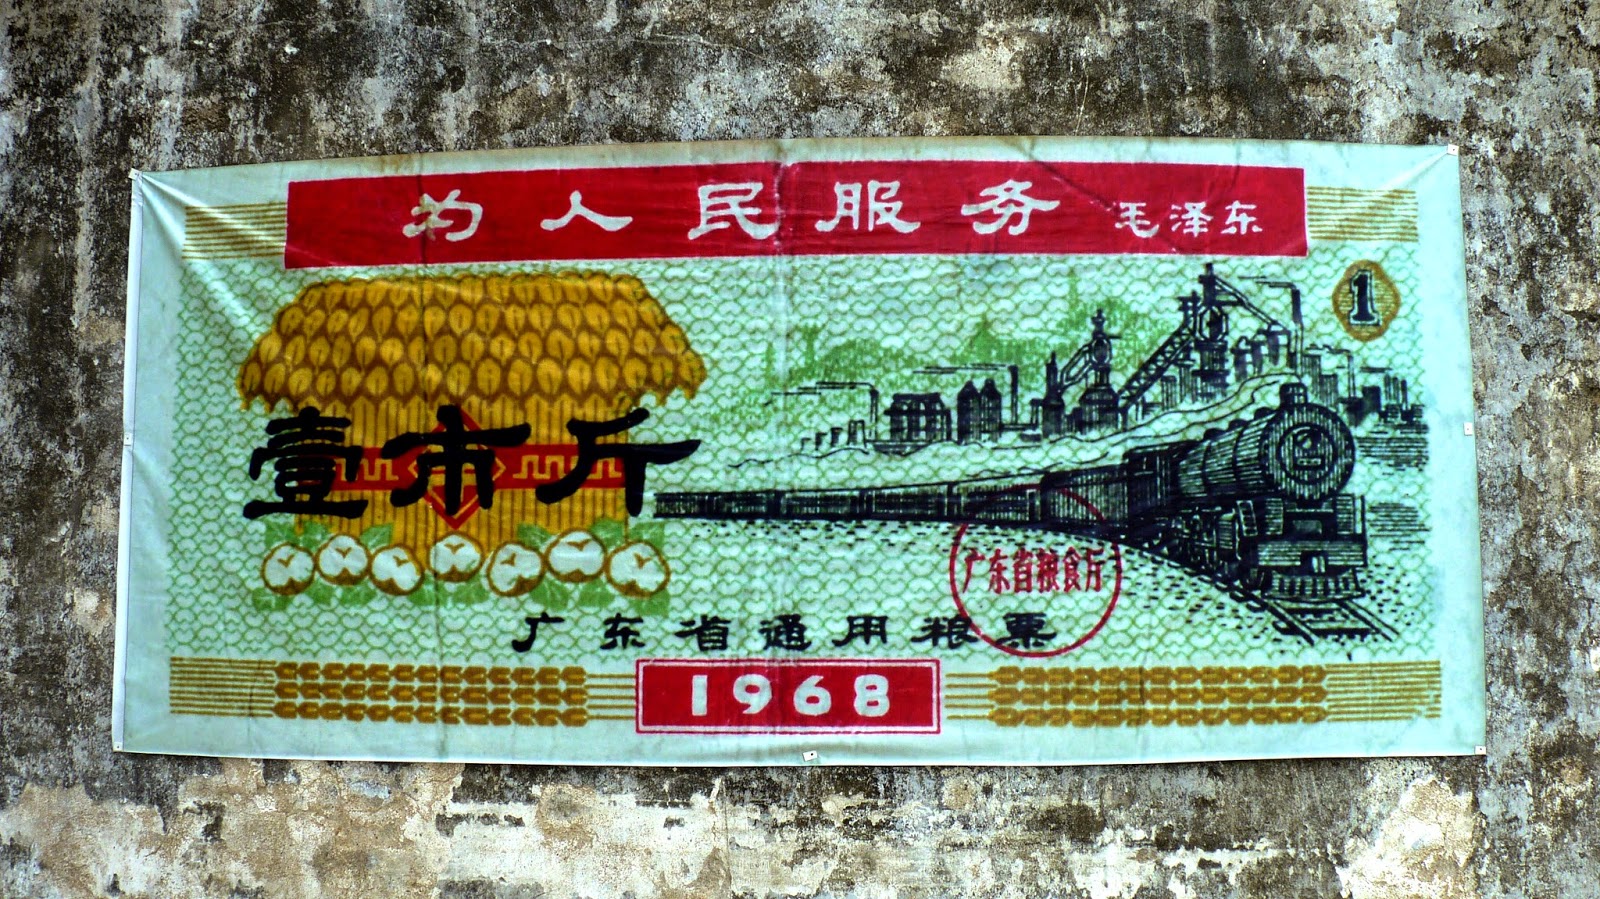 为人民服务 毛泽东
1
壹市斤
广东省粮食厅
广东省通用粮票
1968